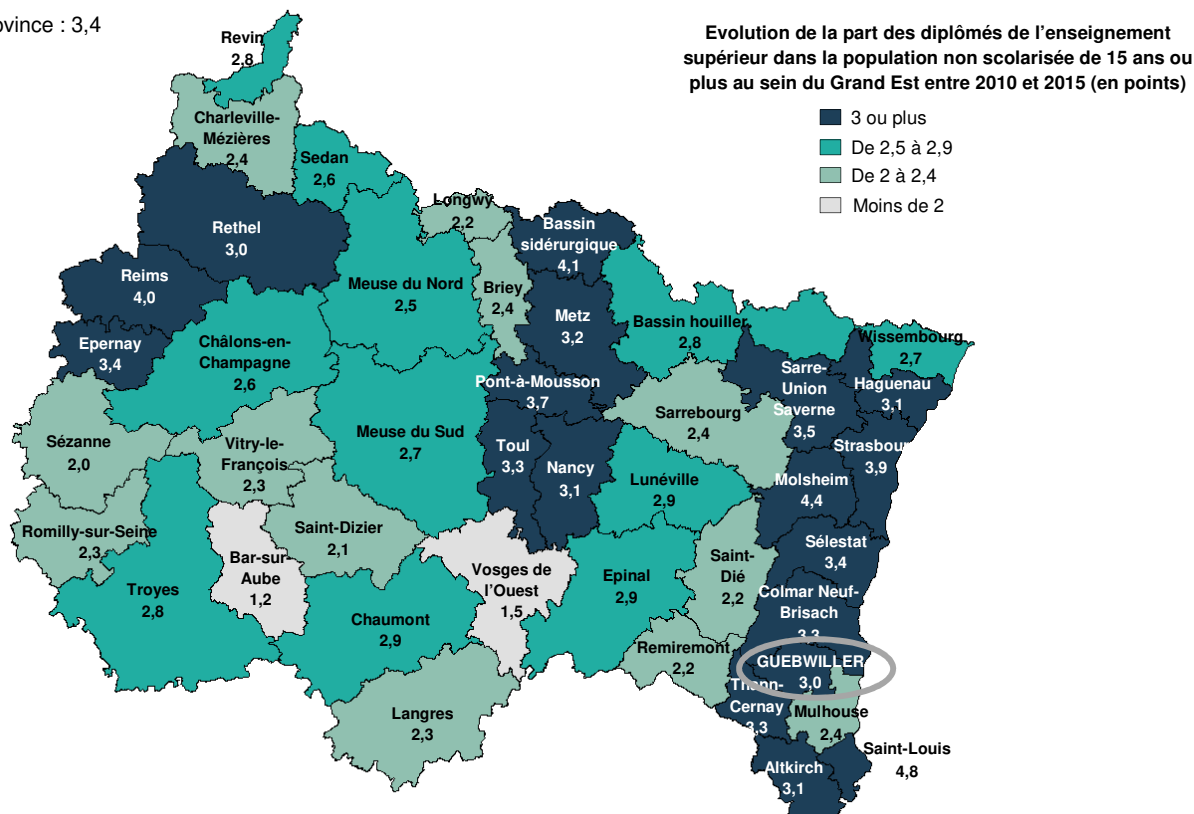 ovince : 3,4
Evolution de la part des diplômés de l’enseignement
supérieur dans la population non scolarisée de 15 ans ou
plus au sein du Grand Est entre 2010 et 2015 (en points)
3 ou plus
De 2,5 à 2,9
De 2 à 2,4
Moins de 2
Revin
2,8
Charleville-
Mézières
2,4
Sedan
2,6
Longwy
2,2
Bassin
sidérurgique
4,1
Rethel
3,0
Reims
4,0
Meuse du Nord
2,5
Briey
2,4
Metz
3,2
Bassin houiller
2,8
Wissembourg
2,7
Epernay
3,4
Châlons-en-
Champagne
2,6
Pont-à-Mousson
3,7
Sarre-
Union
Saverne
3,5
Haguenau
3,1
Sézanne
2,0
Vitry-le-
François
2,3
Meuse du Sud
2,7
Toul
3,3
Nancy
3,1
Sarrebourg
2,4
Strasbour
3,9
Lunéville
2,9
Molsheim
4,4
Romilly-sur-Seine
2,3
Saint-Dizier
2,1
Bar-sur-
Aube
1,2
Vosges de
l’Ouest
1,5
Epinal
2,9
Saint-
Dié
2,2
Sélestat
3,4
Troyes
2,8
Chaumont
2,9
Colmar Neuf-
Brisach
3,3
Remiremont
2,2
GUEBWILLER
3,0
Thann-
Cernay
3,3
Mulhouse
2,4
Langres
2,3
Saint-Louis
4,8
Altkirch
3,1